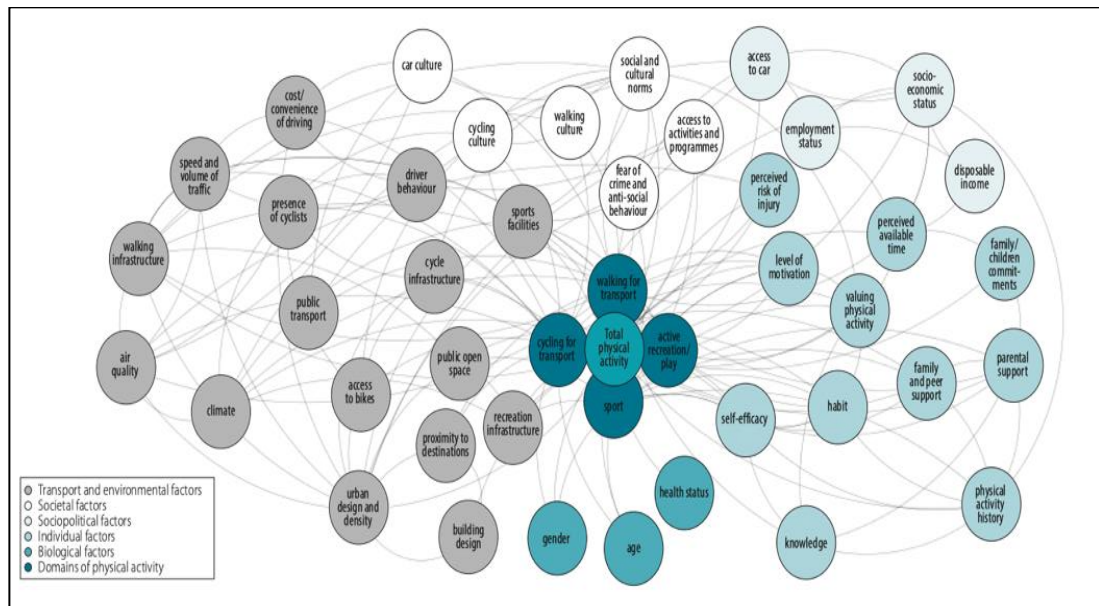 car culture
social and
cultural
norms
access
to car
socio-
economic
status
cost/
convenience
of driving
cycling
culture
walking
culture
access to
activities and
programmes
employment
status
speed and
volume of
traffic
driver
behaviour
fear of
crime and
anti-social
behaviour
perceived
risk of
injury
disposable
income
presence
of cyclists
sports
facilities
perceived
available
time
walking
infrastructure
cycle
infrastructure
level of
motivation
family/
children
commit-
ments
public
transport
walking for
transport
valuing
physical
activity
air
quality
public open
space
cycling for
transport
Total
physical
activity
active
recreation/
play
parental
support
climate
access
to bikes
sport
family
and peer
support
habit
self-efficacy
recreation
infrastructure
proximity to
destinations
urban
design and
density
building
design
gender
age
health status
knowledge
physical
activity
history
Transport and environmental factors
Societal factors
Sociopolitical factors
Individual factors
Biological factors
Domains of physical activity